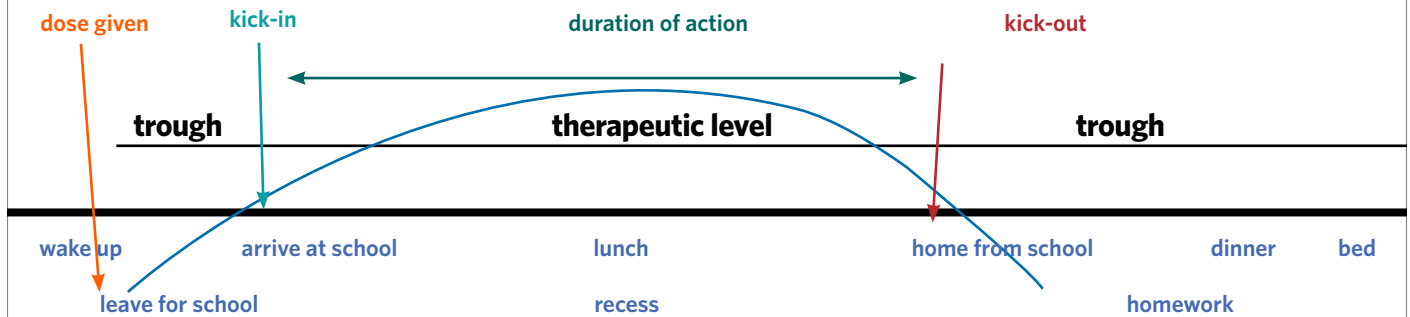 dose given
kick-in
duration of action
kick-out
trough
therapeutic level
trough
wake up
arrive at school
lunch
home from school
dinner
bed
leave for school
recess
homework